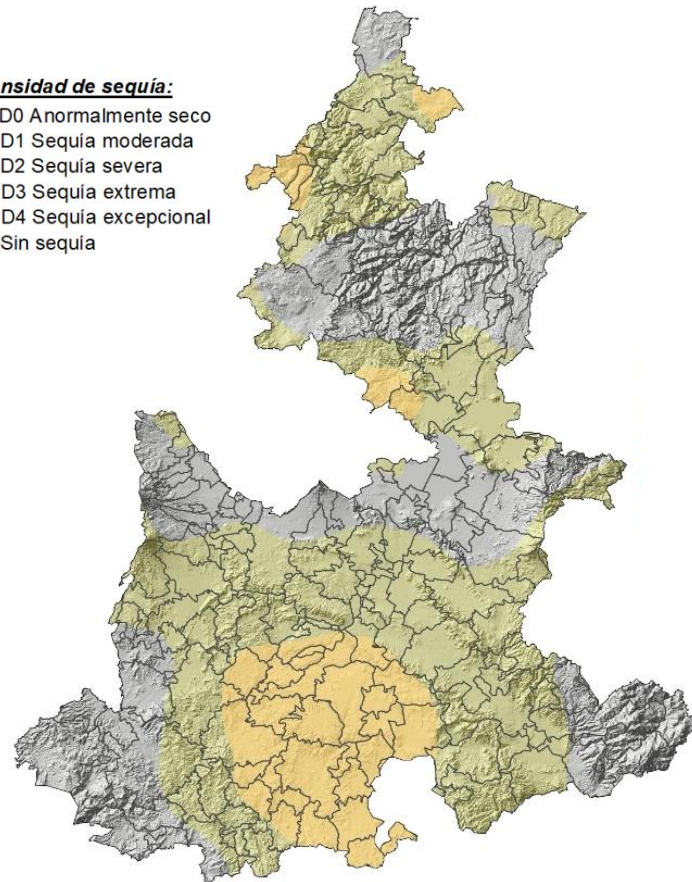 nsidad de sequía:
D0 Anormalmente seco
D1 Sequía moderada
D2 Sequía severa
D3 Sequía extrema
D4 Sequía excepcional
Sin sequía